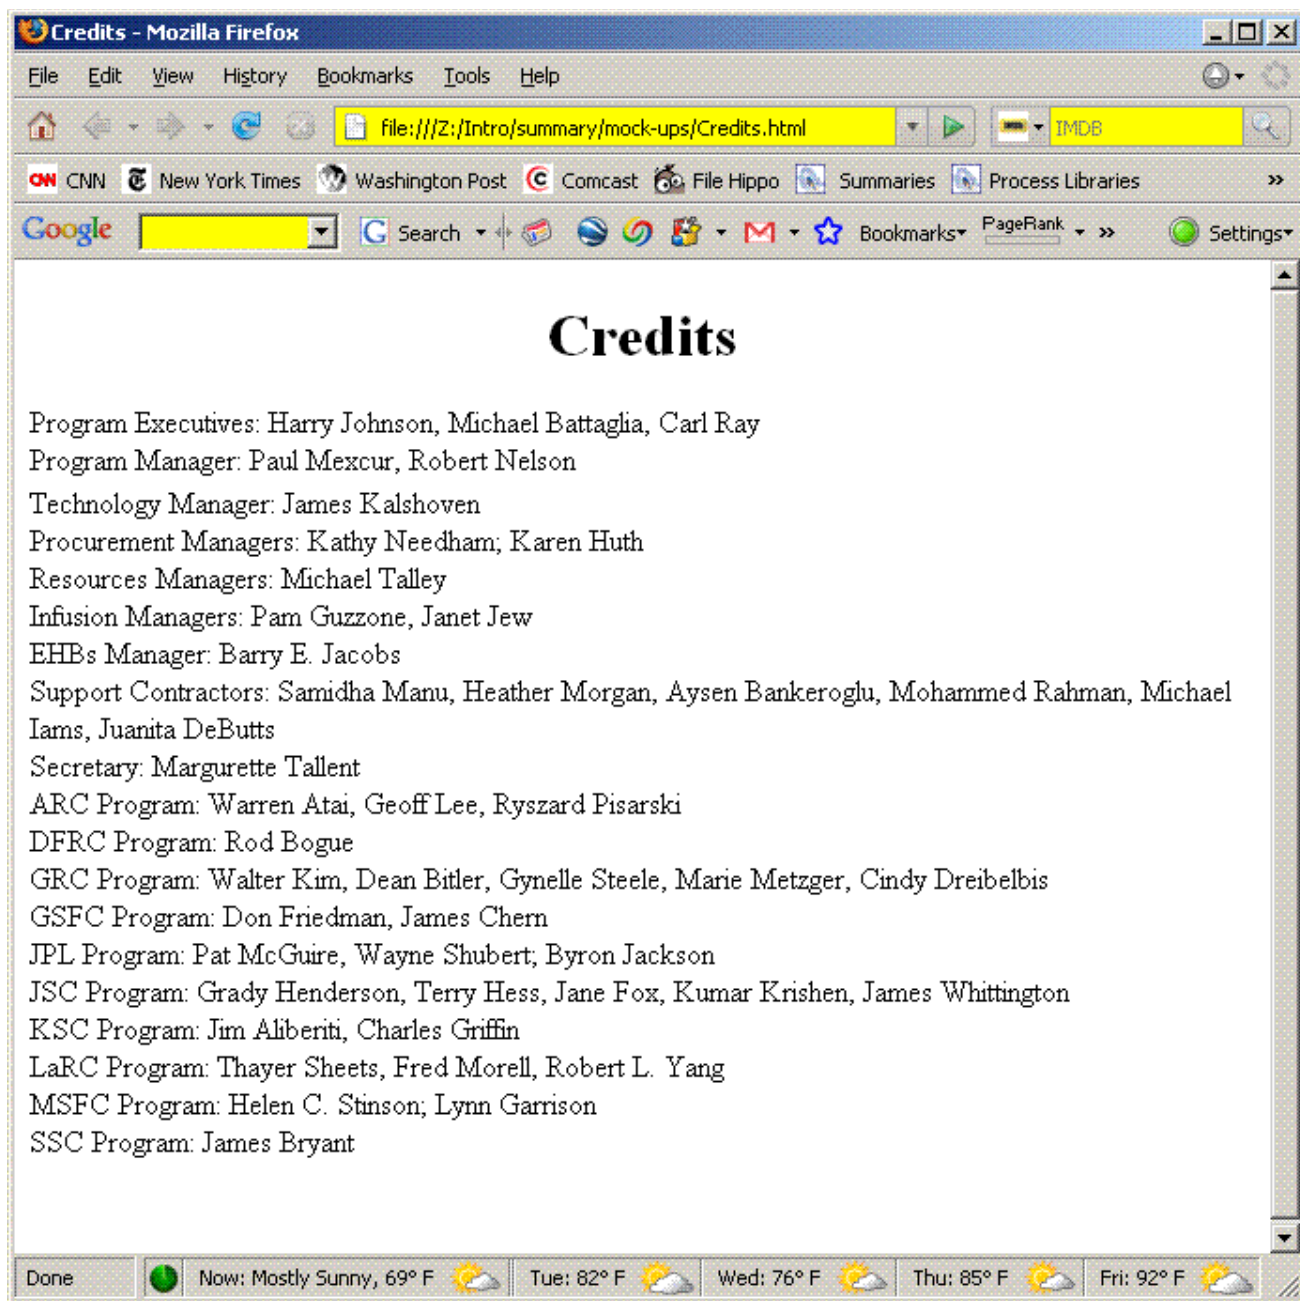 Credits - Mozilla Firefox
File Edit View History Bookmarks Tools Help
file:///Z:/Intro/summary/mock-ups/Credits.html IMDB
CNN CNN New York Times Washington Post Comcast File Hippo Summaries Process Libraries »
Google G Search PageRank Bookmarks » Settings
Credits
Program Executives: Harry Johnson, Michael Battaglia, Carl Ray
Program Manager: Paul Mexcur, Robert Nelson
Technology Manager: James Kalshoven
Procurement Managers: Kathy Needham; Karen Huth
Resources Managers: Michael Talley
Infusion Managers: Pam Guzzone, Janet Jew
EHBs Manager: Barry E. Jacobs
Support Contractors: Samidha Manu, Heather Morgan, Aysen Bankeroglu, Mohammed Rahman, Michael
Iams, Juanita DeButts
Secretary: Margurette Tallent
ARC Program: Warren Atai, Geoff Lee, Ryszard Pisarski
DFRC Program: Rod Bogue
GRC Program: Walter Kim, Dean Bitler, Gynelle Steele, Marie Metzger, Cindy Dreibelbis
GSFC Program: Don Friedman, James Chern
JPL Program: Pat McGuire, Wayne Shubert; Byron Jackson
JSC Program: Grady Henderson, Terry Hess, Jane Fox, Kumar Krishen, James Whittington
KSC Program: Jim Aliberiti, Charles Griffin
LaRC Program: Thayer Sheets, Fred Morell, Robert L. Yang
MSFC Program: Helen C. Stinson; Lynn Garrison
SSC Program: James Bryant
Done Now: Mostly Sunny, 69° F Tue: 82° F Wed: 76° F Thu: 85° F Fri: 92° F